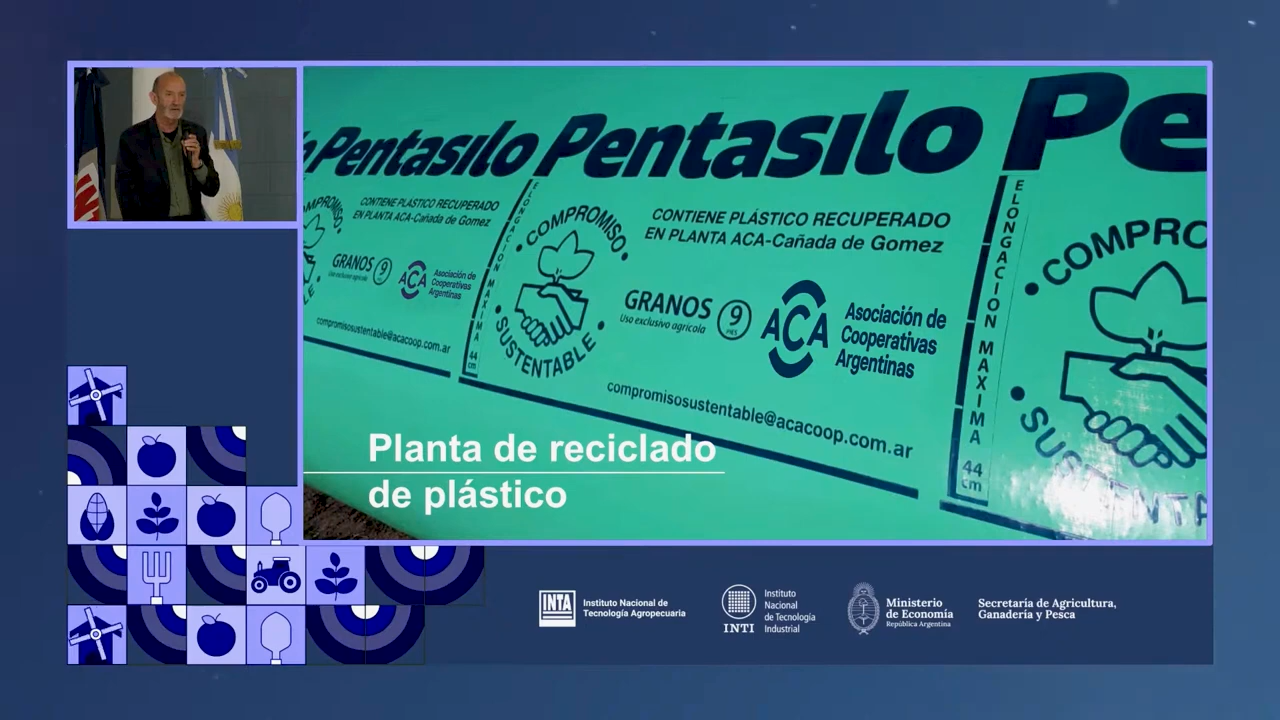 Pentasilo
Pentasilo
Pe
CONTIENE PLÁSTICO RECUPERADO
EN PLANTA ACA-Cañada de Gomez
GRANOS 9
Uso exclusivo agrícola
ACA
Asociación de
Cooperativas
Argentinas
compromisosustentable@acacoop.com.ar
ELONGACION MAXIMA 44 cm
COMPROMISO
SUSTENTABLE
CONTIENE PLÁSTICO RECUPERADO
EN PLANTA ACA-Cañada de Gomez
GRANOS 9 PIES
Uso exclusivo agrícola
ACA
Asociación de
Cooperativas
Argentinas
compromisosustentable@acacoop.com.ar
ELONGACION MAXIMA 44 cm
COMPRO
SUSTENTA
Planta de reciclado
de plástico
INTA
Instituto Nacional de
Tecnología Agropecuaria
INTI
Instituto
Nacional
de Tecnología
Industrial
Ministerio
de Economía
República Argentina
Secretaría de Agricultura,
Ganadería y Pesca